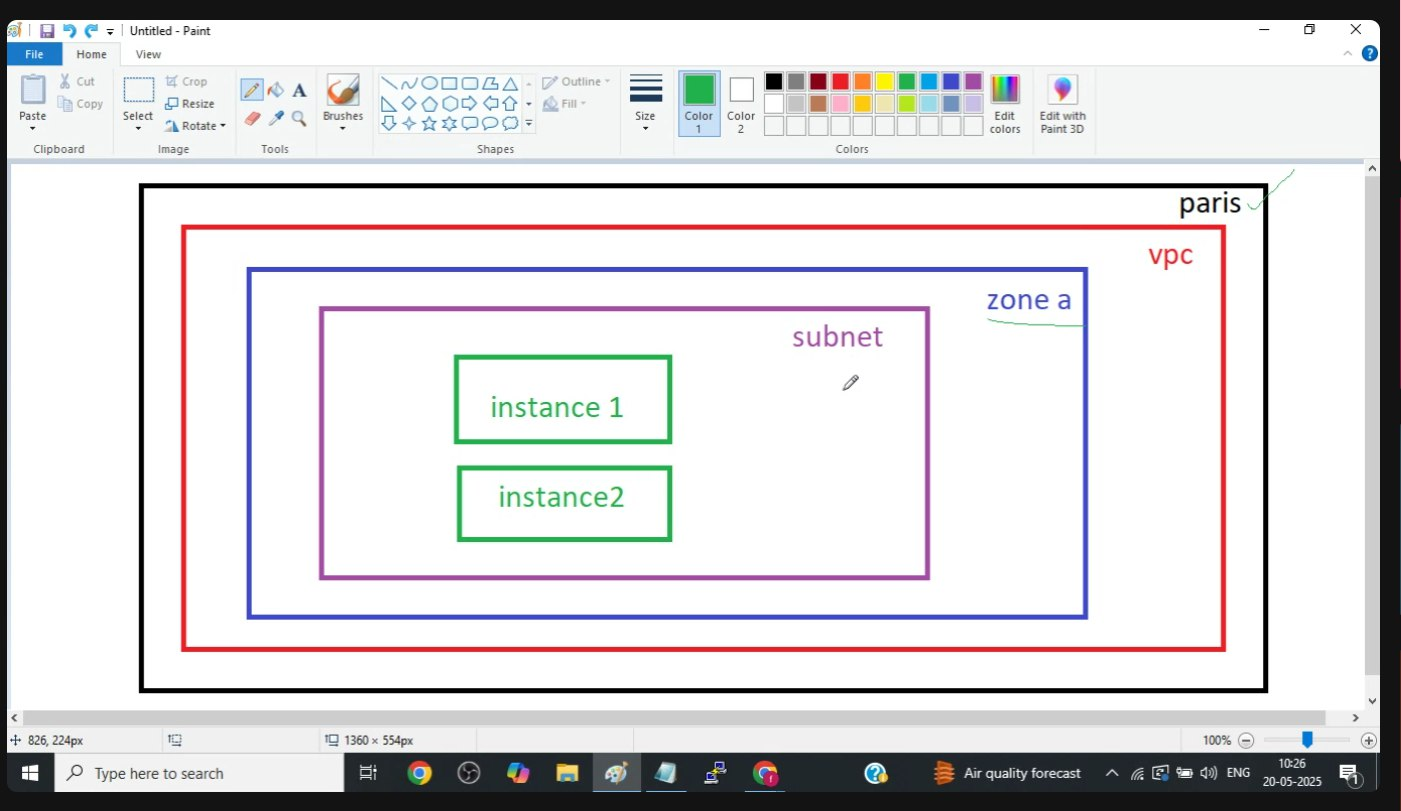 Untitled - Paint
File Home View
Paste
Cut
Copy
Clipboard
Select
Crop
Resize
Rotate
Image
A
Tools
Brushes
Shapes
Outline
Fill
Size
Color 1
Color 2
Edit colors
Colors
Edit with Paint 3D
paris
vpc
zone a
subnet
instance 1
instance2
826, 224px
1360 × 554px
100%
Type here to search
Air quality forecast
ENG
10:26
20-05-2025
1